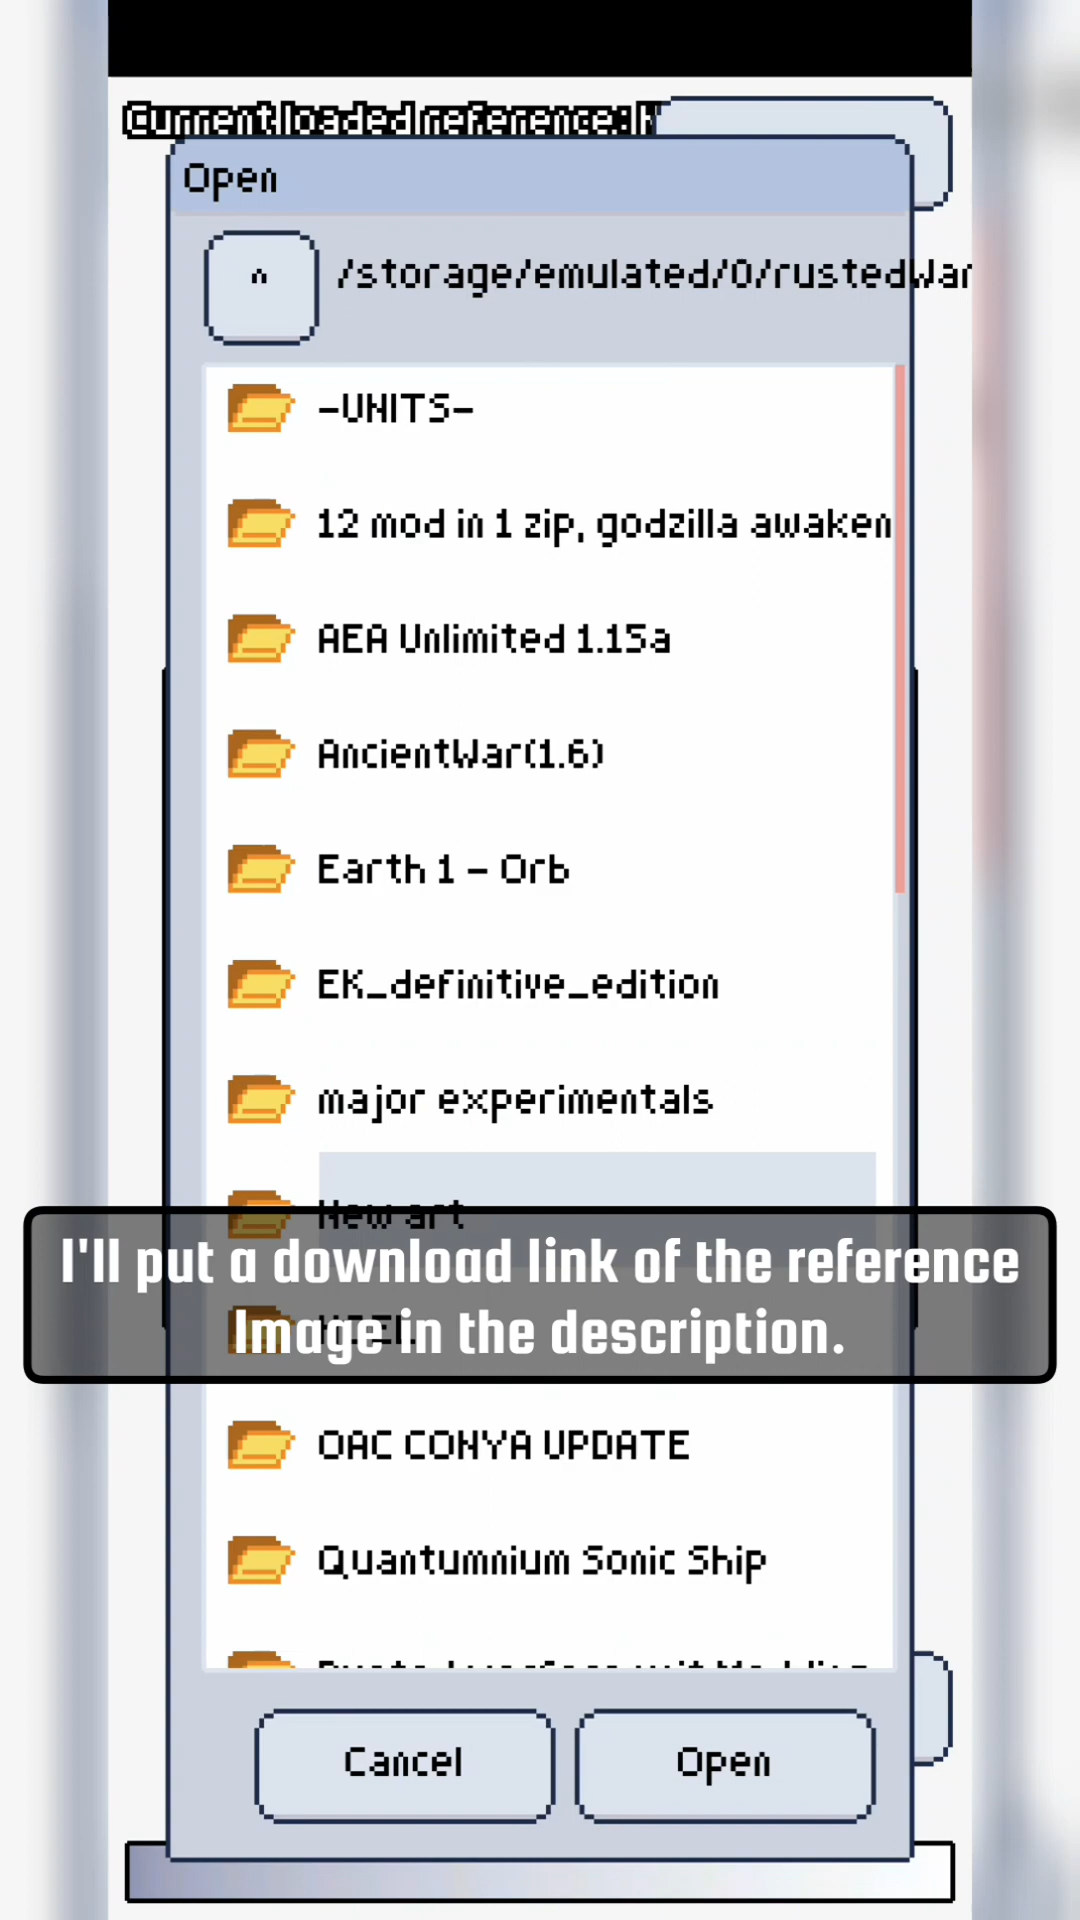 Current loaded reference:
Open
^ /storage/emulated/0/rustedWar
-UNITS-
12 mod in 1 zip, godzilla awaken
AEA Unlimited 1.15a
AncientWar(1.6)
Earth 1 - Orb
EK_definitive_edition
major experimentals
New art
I'll put a download link of the reference
Image in the description.
OAC CONYA UPDATE
Quantumnium Sonic Ship
Cancel
Open